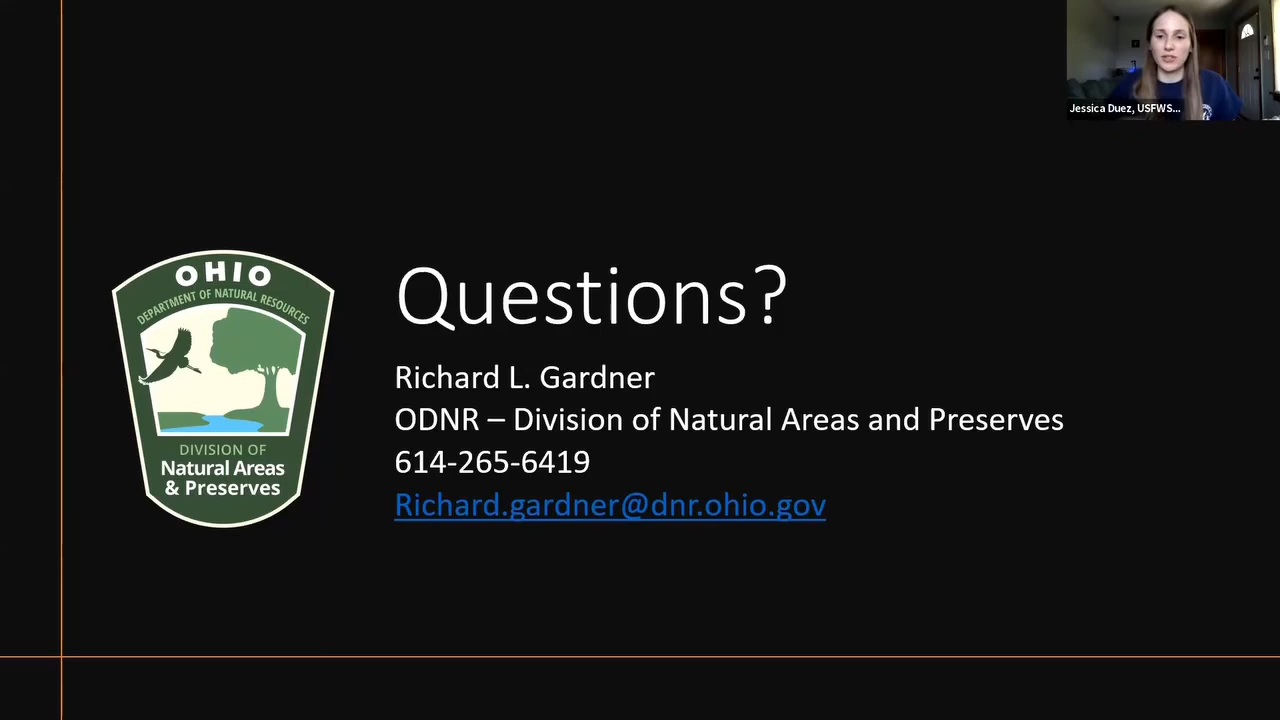 Jessica Duez, USFWS...
OHIO
DEPARTMENT OF NATURAL RESOURCES
DIVISION OF
Natural Areas
& Preserves
Questions?
Richard L. Gardner
ODNR – Division of Natural Areas and Preserves
614-265-6419
Richard.gardner@dnr.ohio.gov